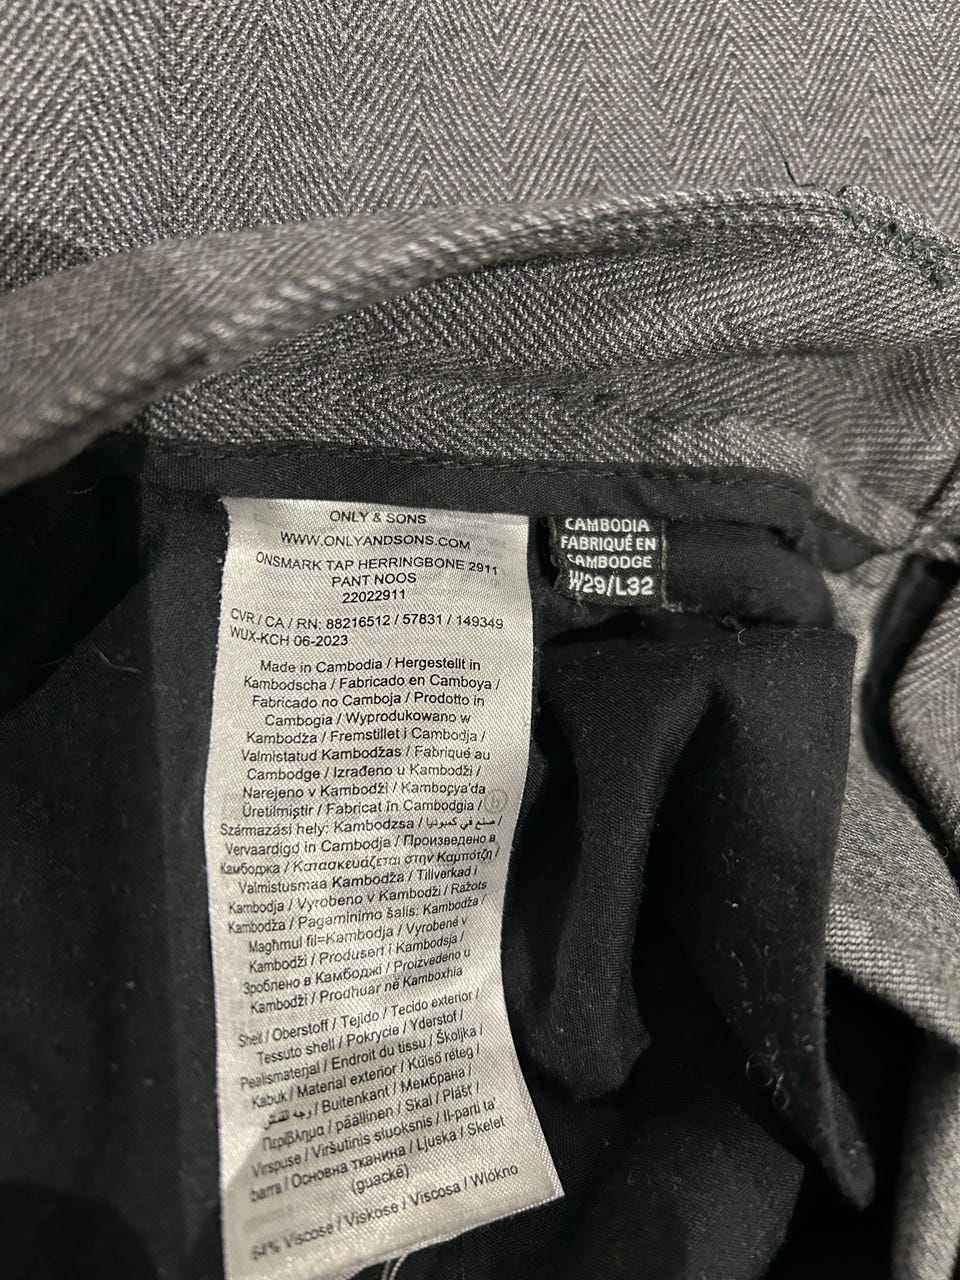 ONLY & SONS
WWW.ONLYANDSONS.COM
ONSMARK TAP HERRINGBONE 2911
PANT NOOS
22022911
CVR / CA / RN: 88216512 / 57831 / 149349
WUX-KCH 06-2023
Made in Cambodia / Hergestellt in
Kambodscha / Fabricado en Camboya /
Fabricado no Camboja / Prodotto in
Cambogia / Wyprodukowano w
Kambodża / Fremstillet i Cambodja /
Valmistatud Kambodžas / Fabriqué au
Cambodge / Izrađeno u Kambodži /
Narejeno v Kambodži / Kamboçya'da
Üretilmiştir / Fabricat în Cambodgia /
Származási hely: Kambodzsa / صنع في كمبوديا /
Vervaardigd in Cambodja / Произведено в
Камбоджа / Κατασκευάζεται στην Καμπότζη /
Valmistusmaa Kambodža / Tillverkad i
Kambodja / Vyrobeno v Kambodži / Ražots
Kambodža / Pagaminimo šalis: Kambodža /
Magħmul fil=Kambodja / Vyrobené v
Kambodži / Produsert i Kambodsja /
Зроблено в Камбоджі / Proizvedeno u
Kambodži / Prodhuar në Kamboxhia
Shell / Oberstoff / Tejido / Tecido exterior /
Tessuto shell / Pokrycie / Yderstof /
Pealismaterjal / Endroit du tissu / Školjka /
Kabuk / Material exterior / Külső réteg /
وجه القماش / Buitenkant / Мембрана /
Περίβλημα / päällinen / Skal / Plášť /
Virspuse / Viršutinis sluoksnis / Il-parti ta'
barra / Основна тканина / Ljuska / Skelet
(guackë)
64% Viscose / Viskose / Viscosa / Włókno
CAMBODIA
FABRIQUÉ EN
CAMBODGE
W29/L32